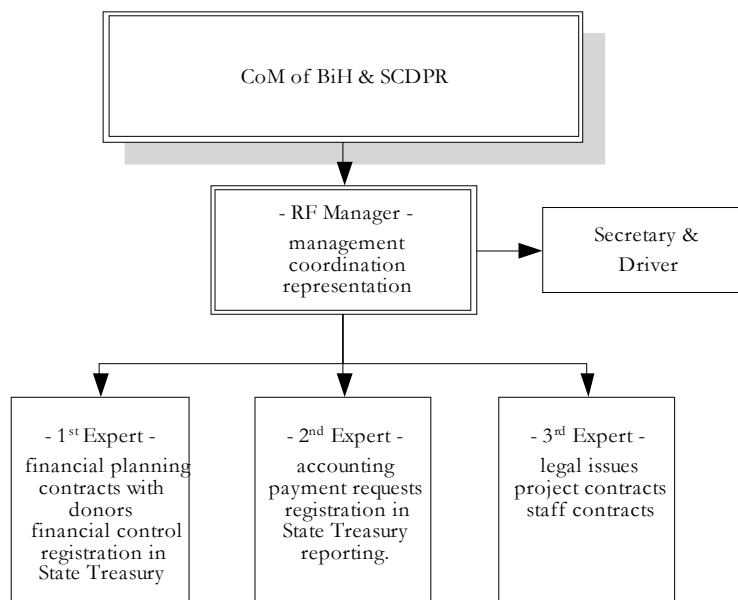 CoM of BiH & SCDPR
- RF Manager -
management
coordination
representation
Secretary &
Driver
- 1st Expert -
financial planning
contracts with
donors
financial control
registration in
State Treasury
- 2nd Expert -
accounting
payment requests
registration in
State Treasury
reporting.
- 3rd Expert -
legal issues
project contracts
staff contracts